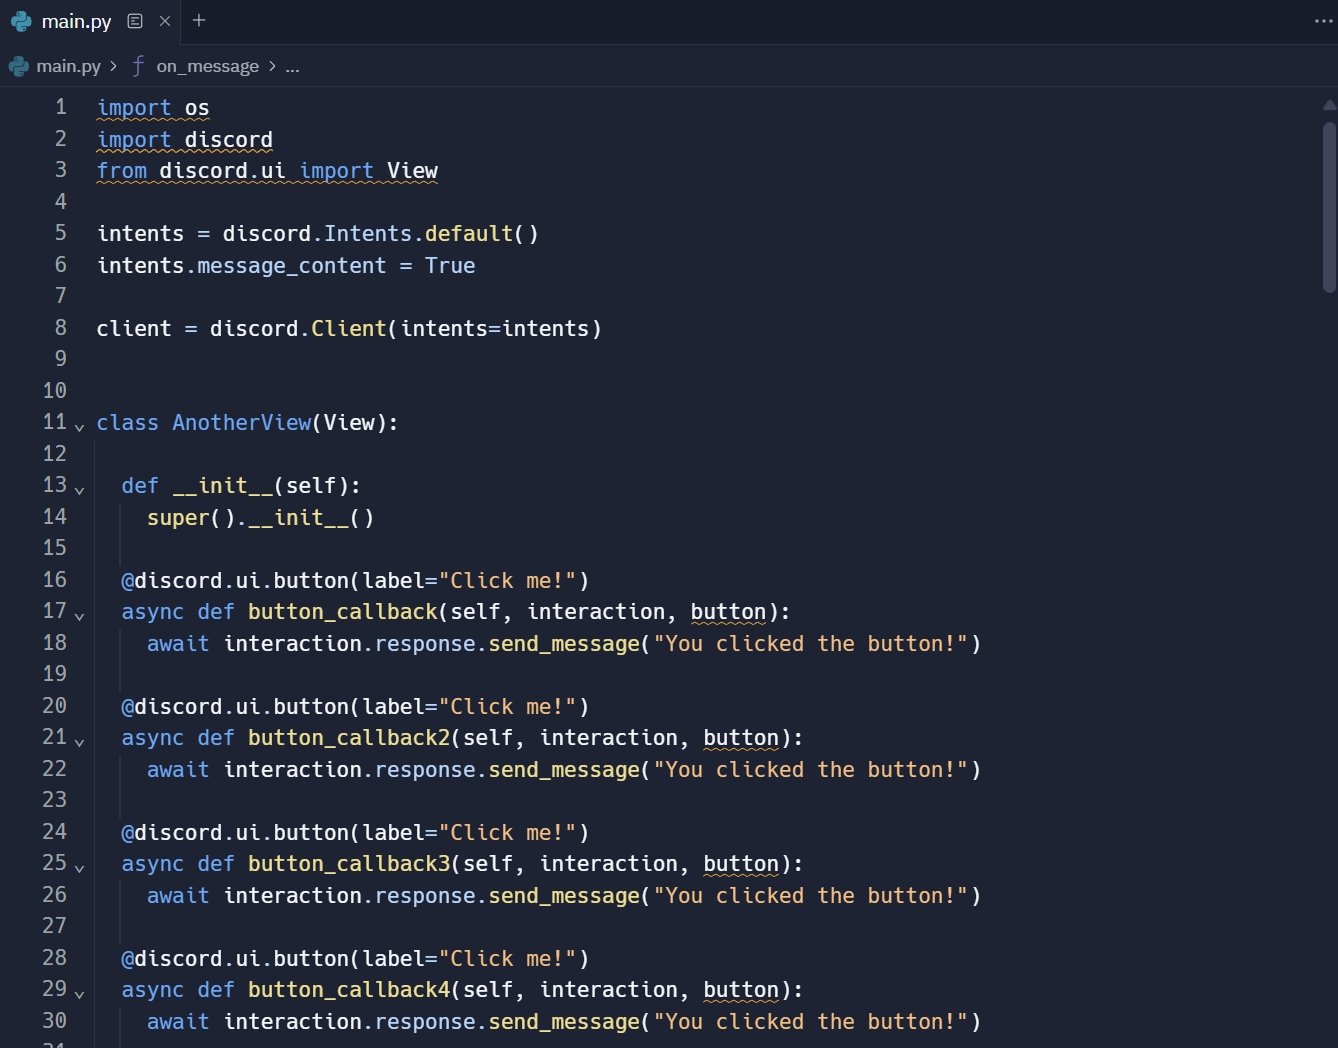 main.py
main.py > on_message > ...
1 import os
2 import discord
3 from discord.ui import View
4
5 intents = discord.Intents.default()
6 intents.message_content = True
7
8 client = discord.Client(intents=intents)
9
10
11 class AnotherView(View):
12
13   def __init__(self):
14     super().__init__()
15
16   @discord.ui.button(label="Click me!")
17   async def button_callback(self, interaction, button):
18     await interaction.response.send_message("You clicked the button!")
19
20   @discord.ui.button(label="Click me!")
21   async def button_callback2(self, interaction, button):
22     await interaction.response.send_message("You clicked the button!")
23
24   @discord.ui.button(label="Click me!")
25   async def button_callback3(self, interaction, button):
26     await interaction.response.send_message("You clicked the button!")
27
28   @discord.ui.button(label="Click me!")
29   async def button_callback4(self, interaction, button):
30     await interaction.response.send_message("You clicked the button!")